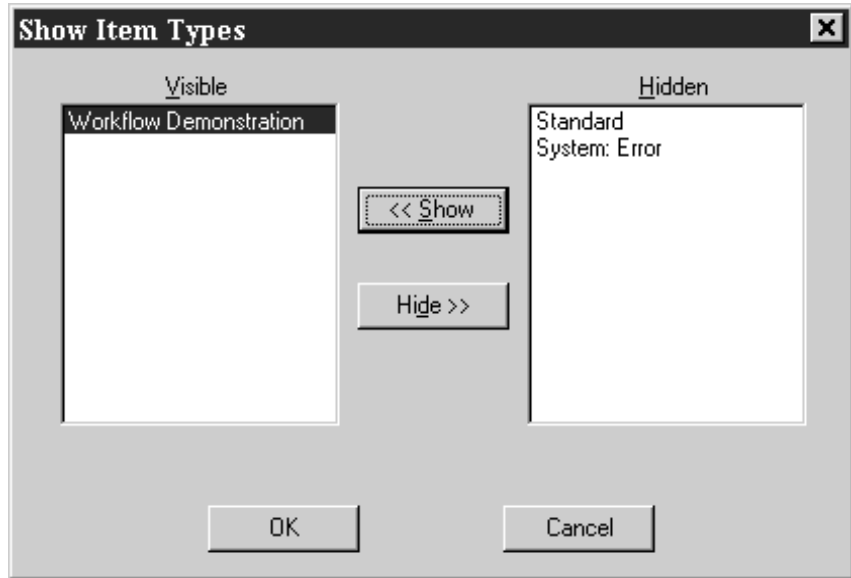 Show Item Types
Visible
Hidden
Workflow Demonstration
Standard
System: Error
<< Show
Hide >>
OK
Cancel